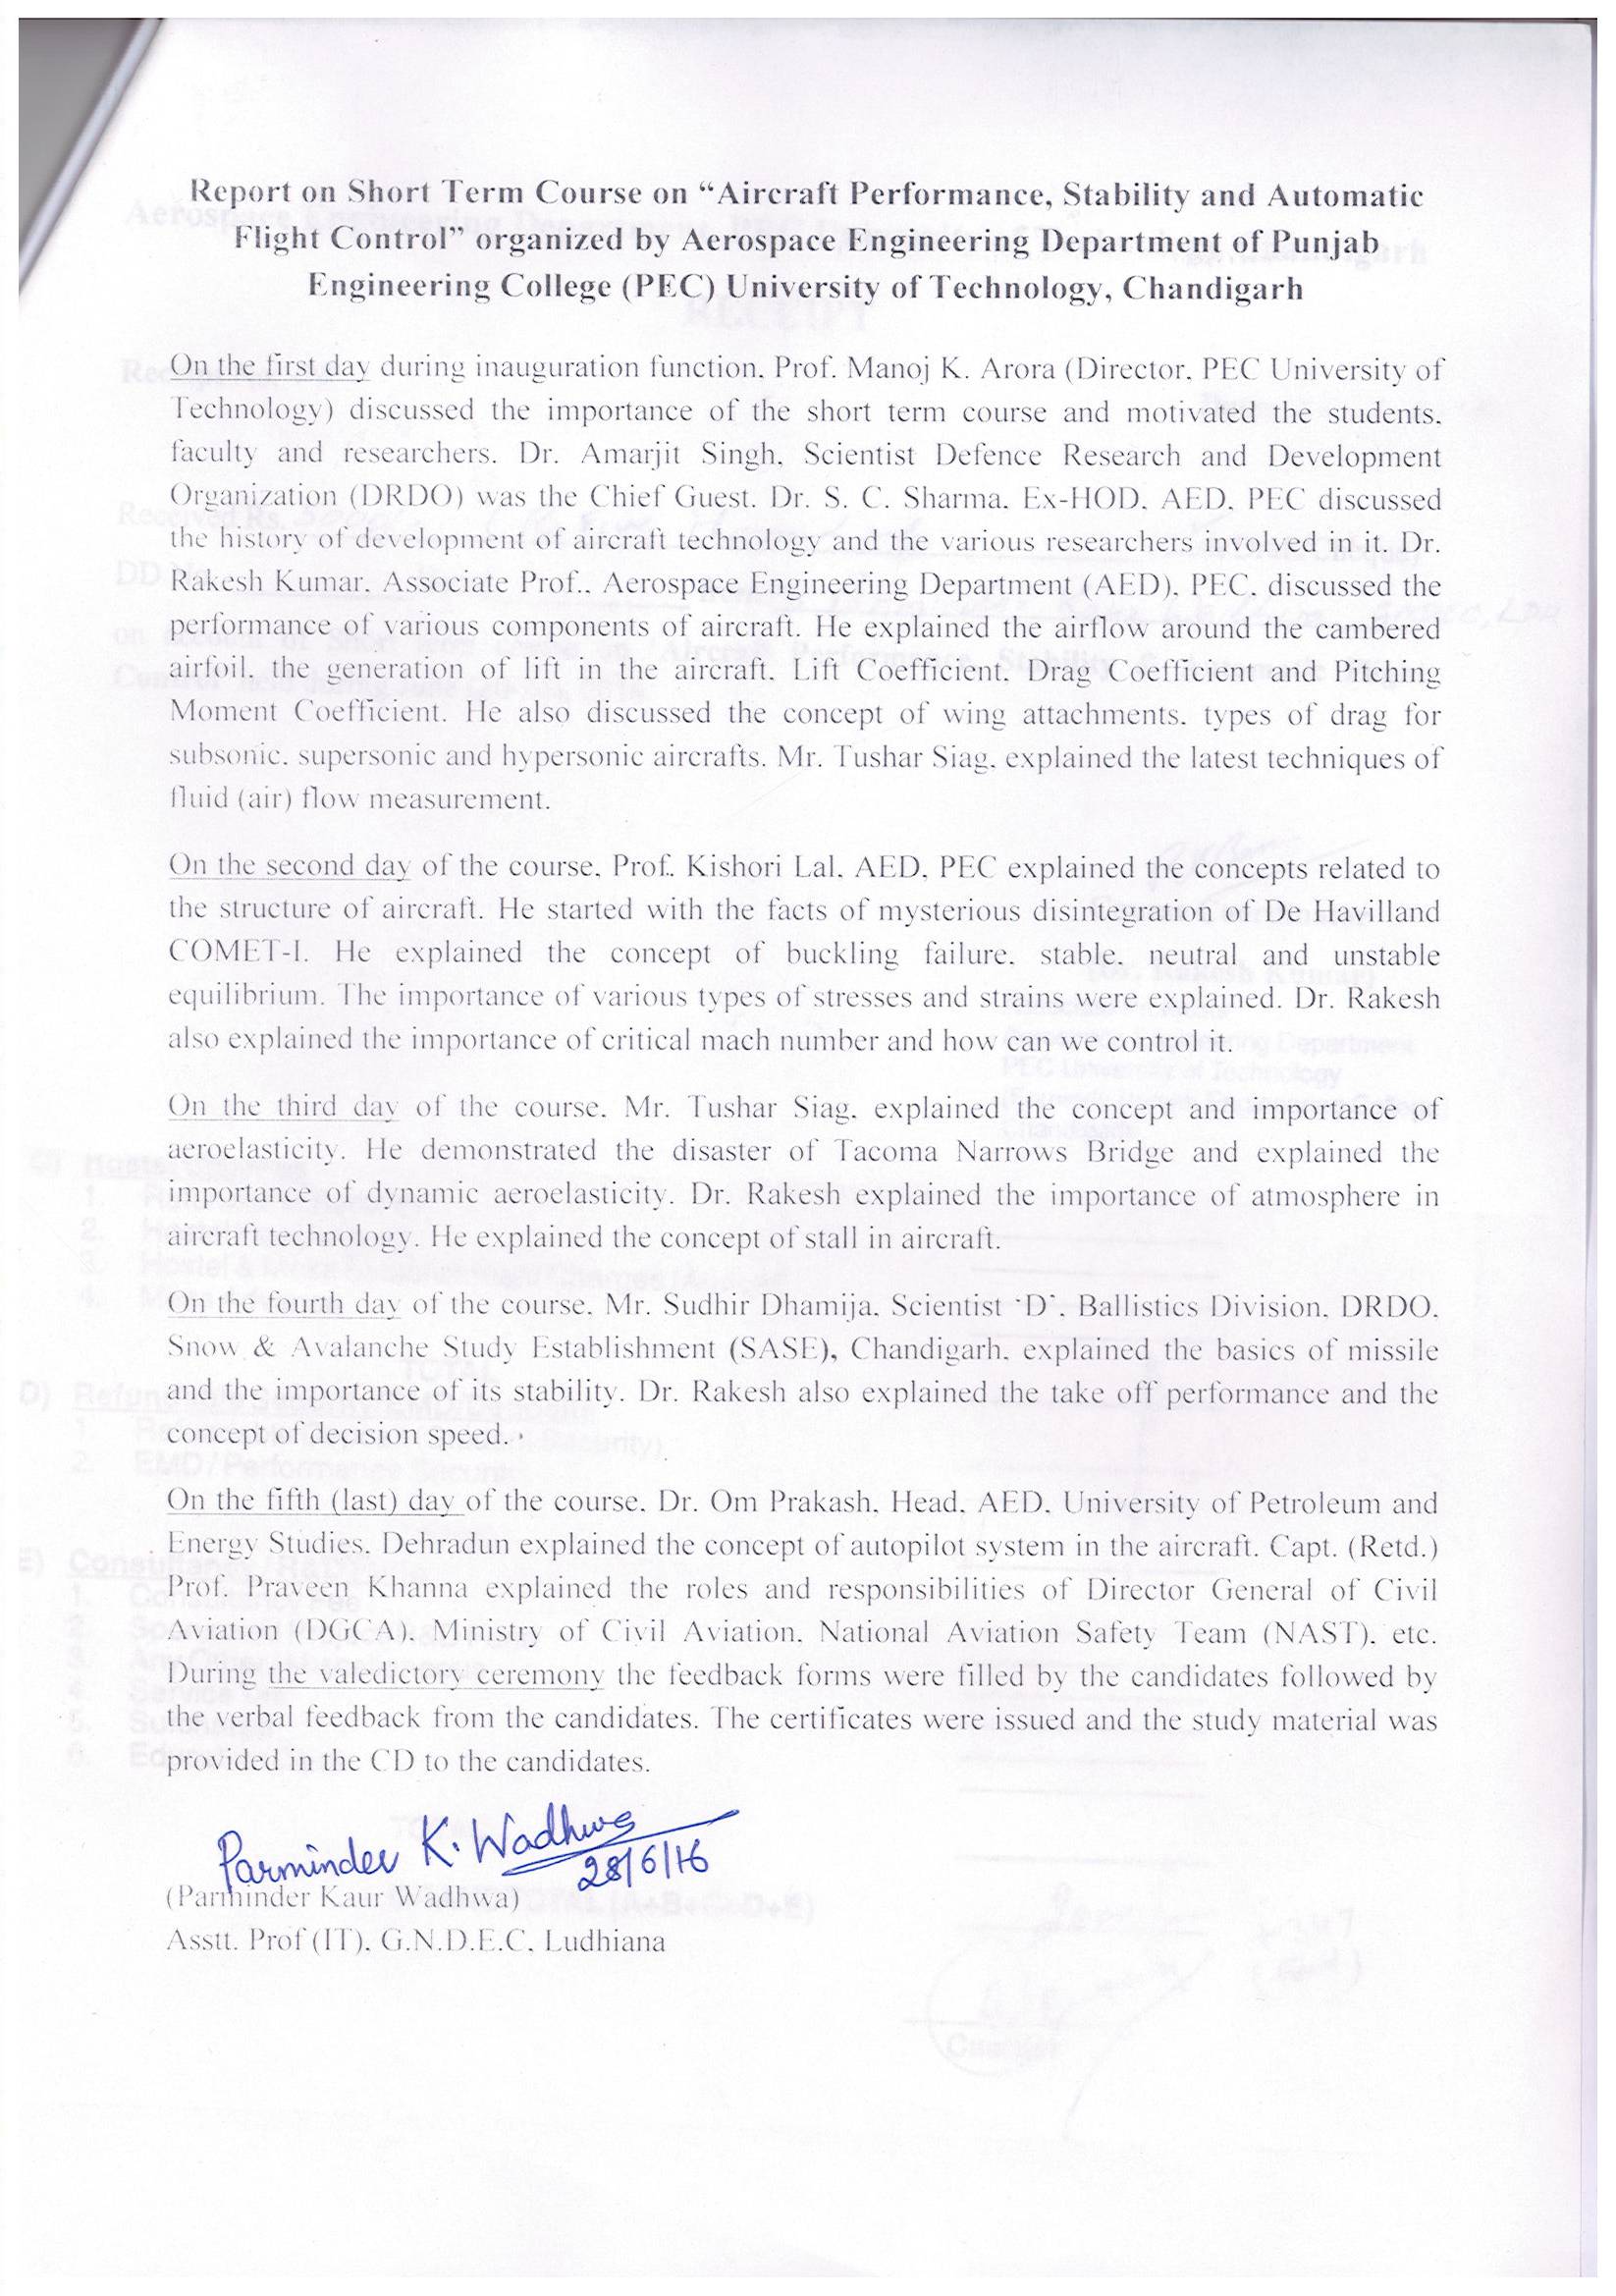 Report on Short Term Course on “Aircraft Performance, Stability and Automatic
Flight Control” organized by Aerospace Engineering Department of Punjab
Engineering College (PEC) University of Technology, Chandigarh
On the first day during inauguration function, Prof. Manoj K. Arora (Director, PEC University of
Technology) discussed the importance of the short term course and motivated the students,
faculty and researchers. Dr. Amarjit Singh, Scientist Defence Research and Development
Organization (DRDO) was the Chief Guest. Dr. S. C. Sharma, Ex-HOD, AED, PEC discussed
the history of development of aircraft technology and the various researchers involved in it. Dr.
Rakesh Kumar, Associate Prof., Aerospace Engineering Department (AED), PEC, discussed the
performance of various components of aircraft. He explained the airflow around the cambered
airfoil, the generation of lift in the aircraft, Lift Coefficient, Drag Coefficient and Pitching
Moment Coefficient. He also discussed the concept of wing attachments, types of drag for
subsonic, supersonic and hypersonic aircrafts. Mr. Tushar Siag, explained the latest techniques of
fluid (air) flow measurement.
On the second day of the course, Prof. Kishori Lal, AED, PEC explained the concepts related to
the structure of aircraft. He started with the facts of mysterious disintegration of De Havilland
COMET-I. He explained the concept of buckling failure, stable, neutral and unstable
equilibrium. The importance of various types of stresses and strains were explained. Dr. Rakesh
also explained the importance of critical mach number and how can we control it.
On the third day of the course, Mr. Tushar Siag, explained the concept and importance of
aeroelasticity. He demonstrated the disaster of Tacoma Narrows Bridge and explained the
importance of dynamic aeroelasticity. Dr. Rakesh explained the importance of atmosphere in
aircraft technology. He explained the concept of stall in aircraft.
On the fourth day of the course, Mr. Sudhir Dhamija, Scientist ‘D’, Ballistics Division, DRDO,
Snow & Avalanche Study Establishment (SASE), Chandigarh, explained the basics of missile
and the importance of its stability. Dr. Rakesh also explained the take off performance and the
concept of decision speed.
On the fifth (last) day of the course, Dr. Om Prakash, Head, AED, University of Petroleum and
Energy Studies, Dehradun explained the concept of autopilot system in the aircraft. Capt. (Retd.)
Prof. Praveen Khanna explained the roles and responsibilities of Director General of Civil
Aviation (DGCA), Ministry of Civil Aviation, National Aviation Safety Team (NAST), etc.
During the valedictory ceremony the feedback forms were filled by the candidates followed by
the verbal feedback from the candidates. The certificates were issued and the study material was
provided in the CD to the candidates.
Parminder K. Wadhwa
28/6/16
(Parminder Kaur Wadhwa)
Asstt. Prof (IT), G.N.D.E.C, Ludhiana